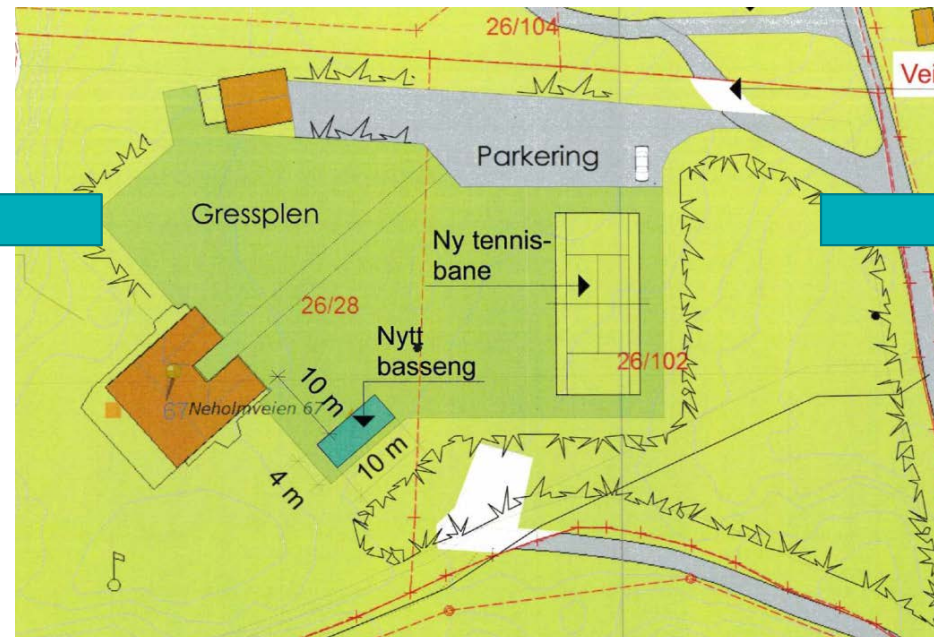 26/104
Vei
Parkering
Gressplen
Ny tennis-
bane
26/28
Nytt
basseng
26/102
10 m
67 Neholmveien 67
10 m
4 m